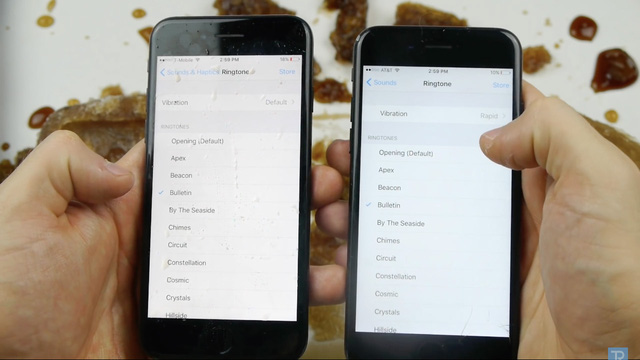 2:59 PM
Sounds & Haptics Ringtone Store
Vibration Default
RINGTONES
Opening (Default)
Apex
Beacon
Bulletin
By The Seaside
Chimes
Circuit
Constellation
Cosmic
Crystals
Hillside
AT&T 2:59 PM
Sounds Ringtone Store
Vibration Rapid
RINGTONES
Opening (Default)
Apex
Beacon
Bulletin
By The Seaside
Chimes
Circuit
Constellation
Cosmic
Crystals
Hillside